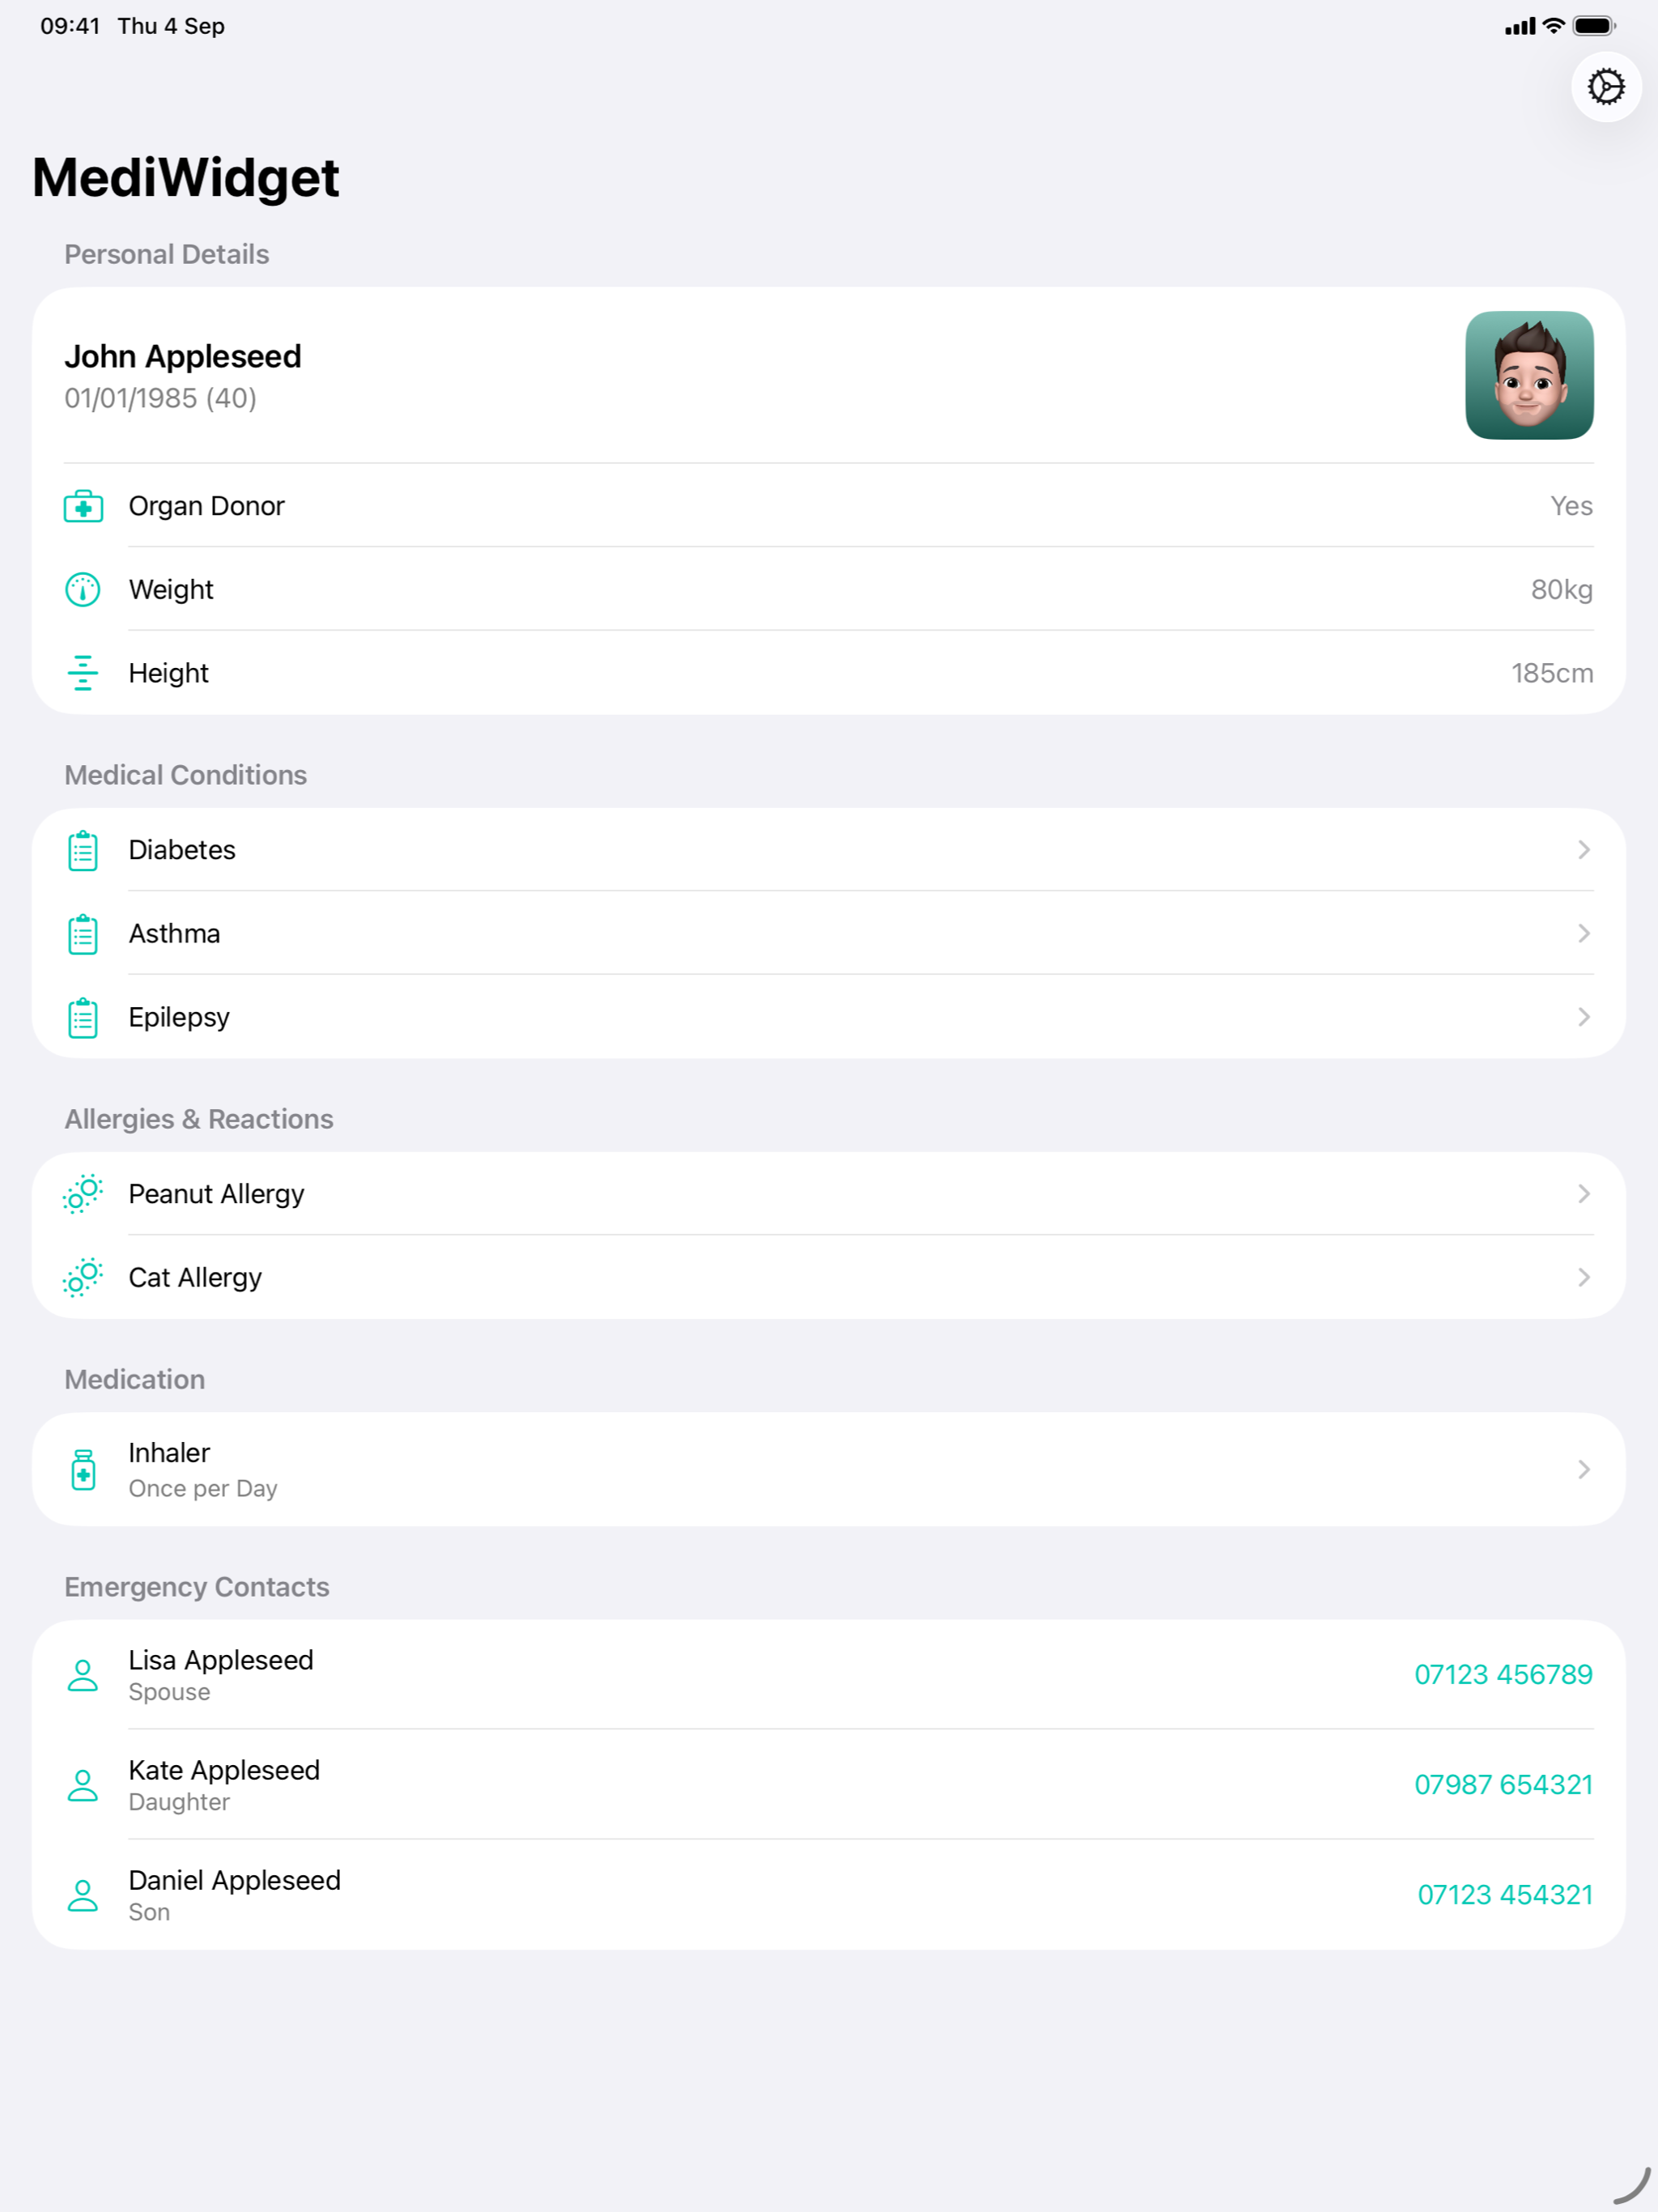 09:41 Thu 4 Sep
MediWidget
Personal Details
John Appleseed
01/01/1985 (40)
Organ Donor Yes
Weight 80kg
Height 185cm
Medical Conditions
Diabetes
Asthma
Epilepsy
Allergies & Reactions
Peanut Allergy
Cat Allergy
Medication
Inhaler
Once per Day
Emergency Contacts
Lisa Appleseed
Spouse
07123 456789
Kate Appleseed
Daughter
07987 654321
Daniel Appleseed
Son
07123 454321